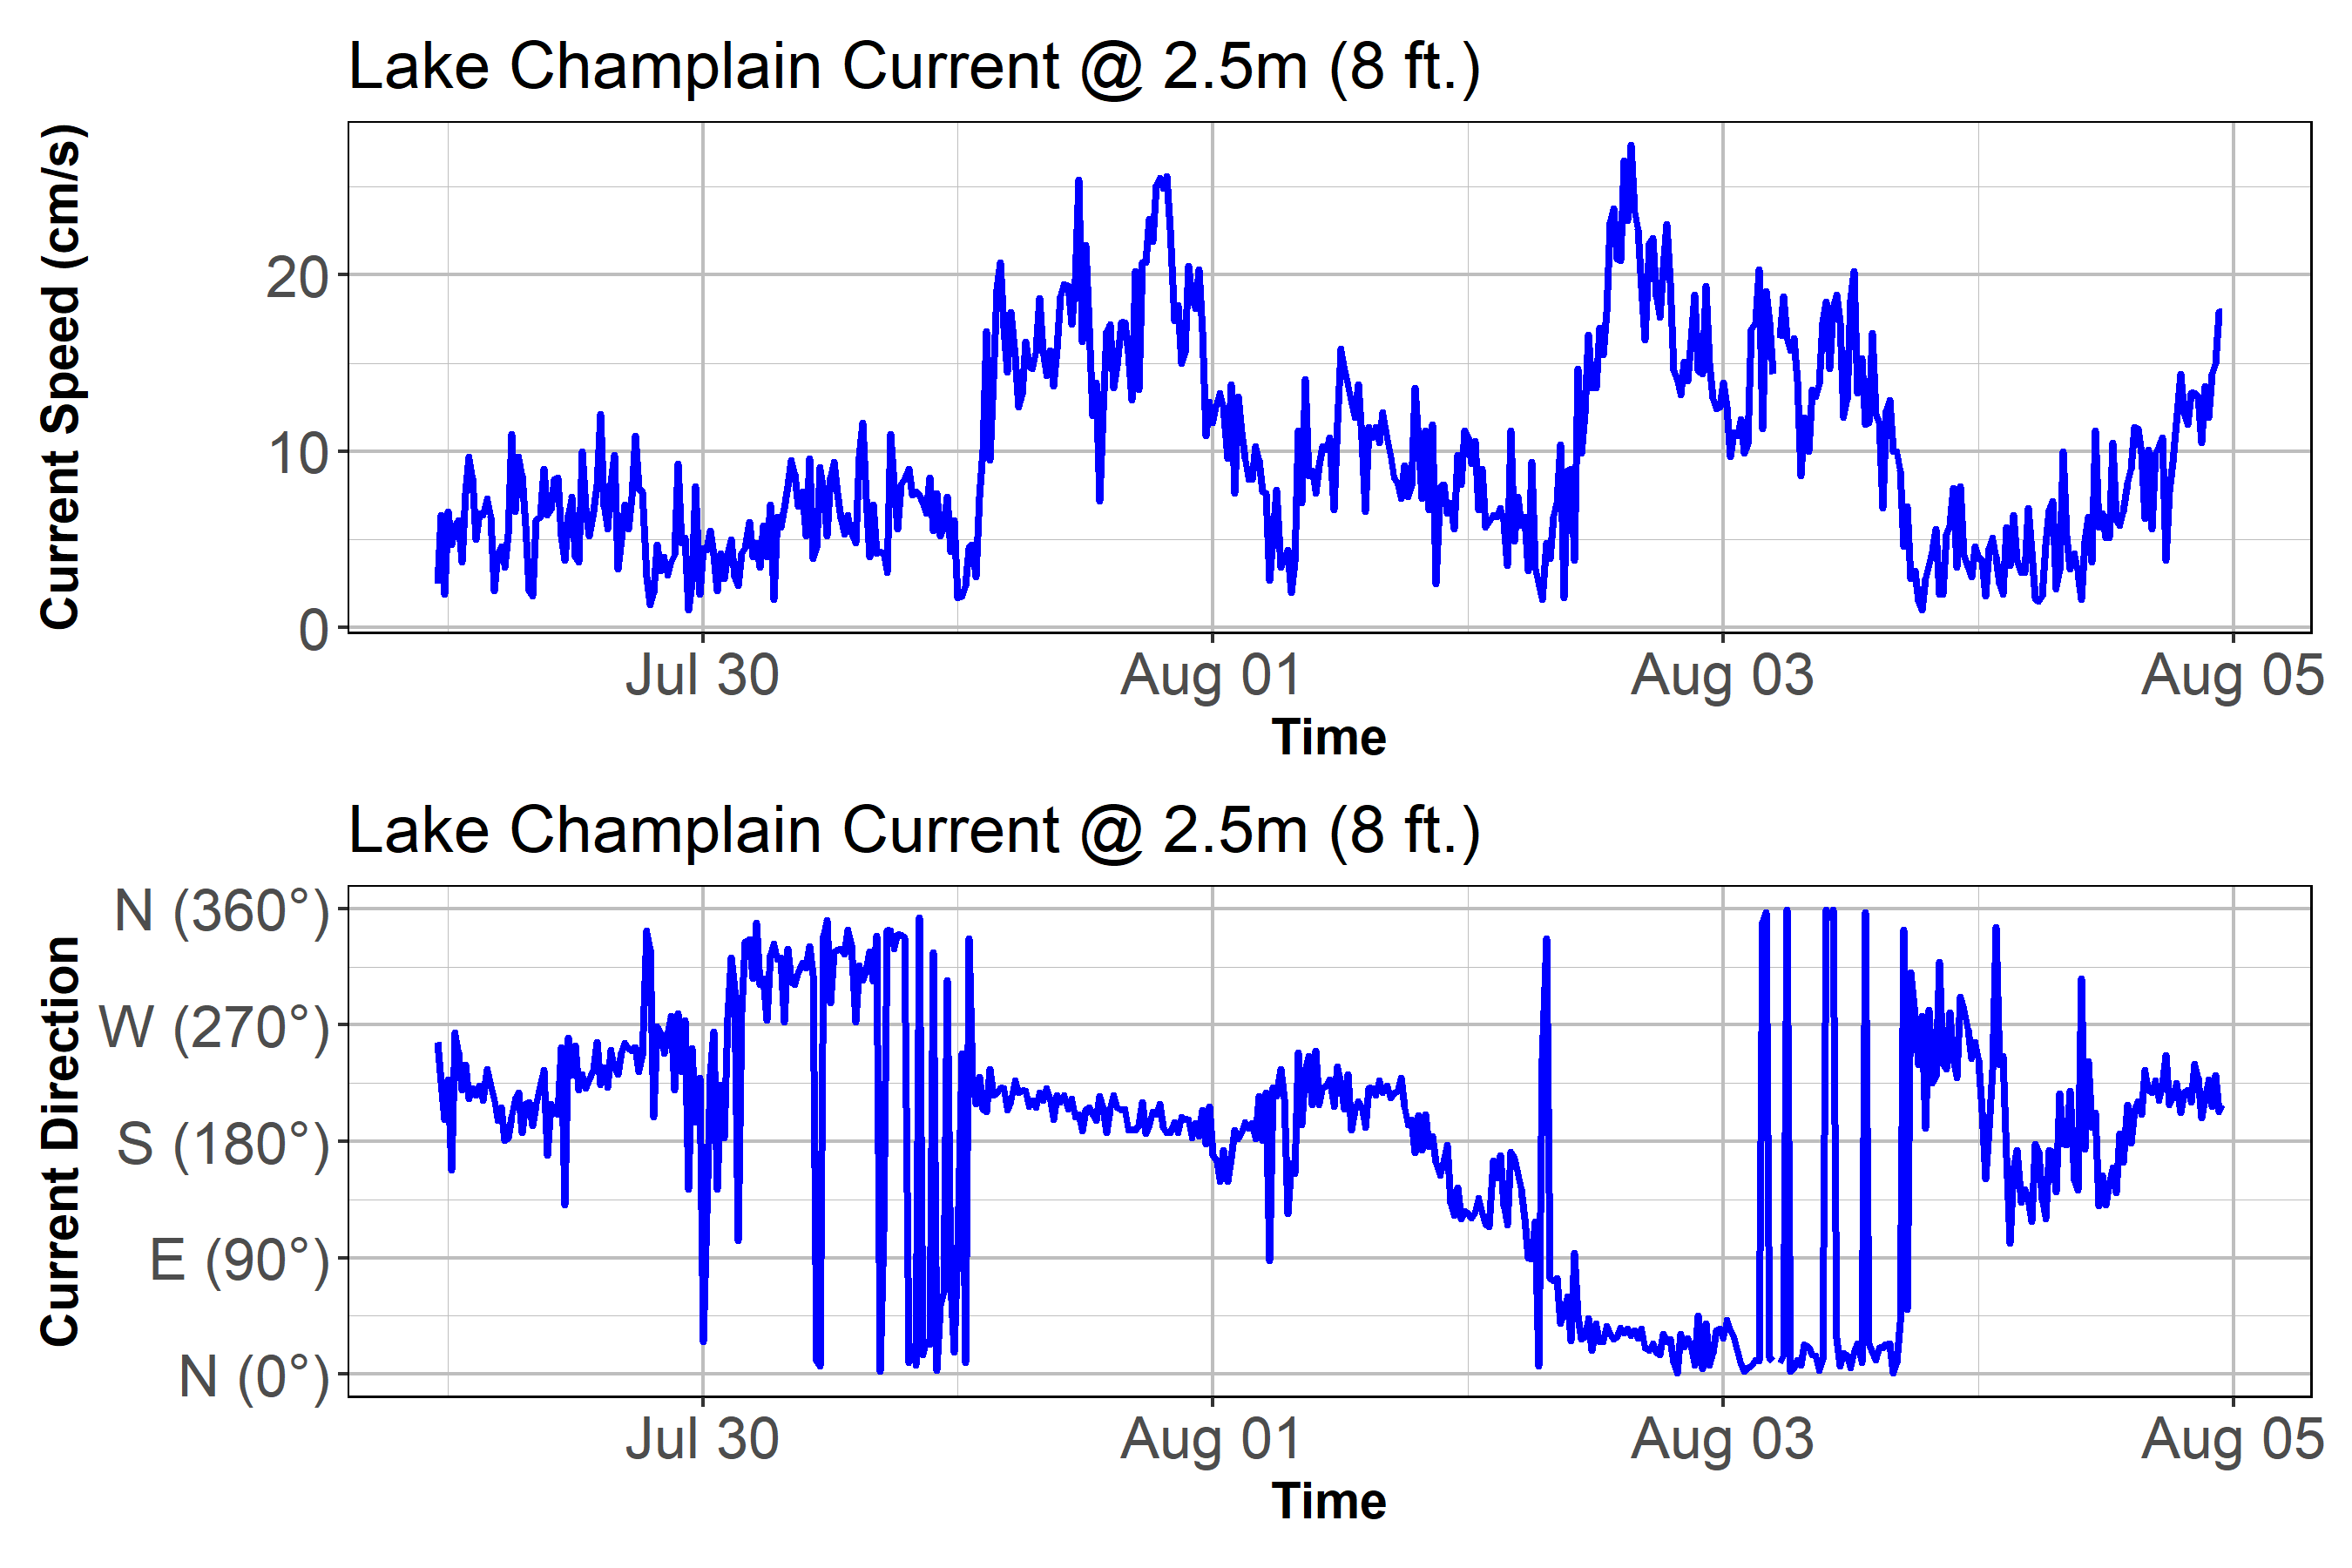 Lake Champlain Current @ 2.5m (8 ft.)
Current Speed (cm/s)
20
10
0
Jul 30 Aug 01 Aug 03 Aug 05
Time
Lake Champlain Current @ 2.5m (8 ft.)
Current Direction
N (360°)
W (270°)
S (180°)
E (90°)
N (0°)
Jul 30 Aug 01 Aug 03 Aug 05
Time